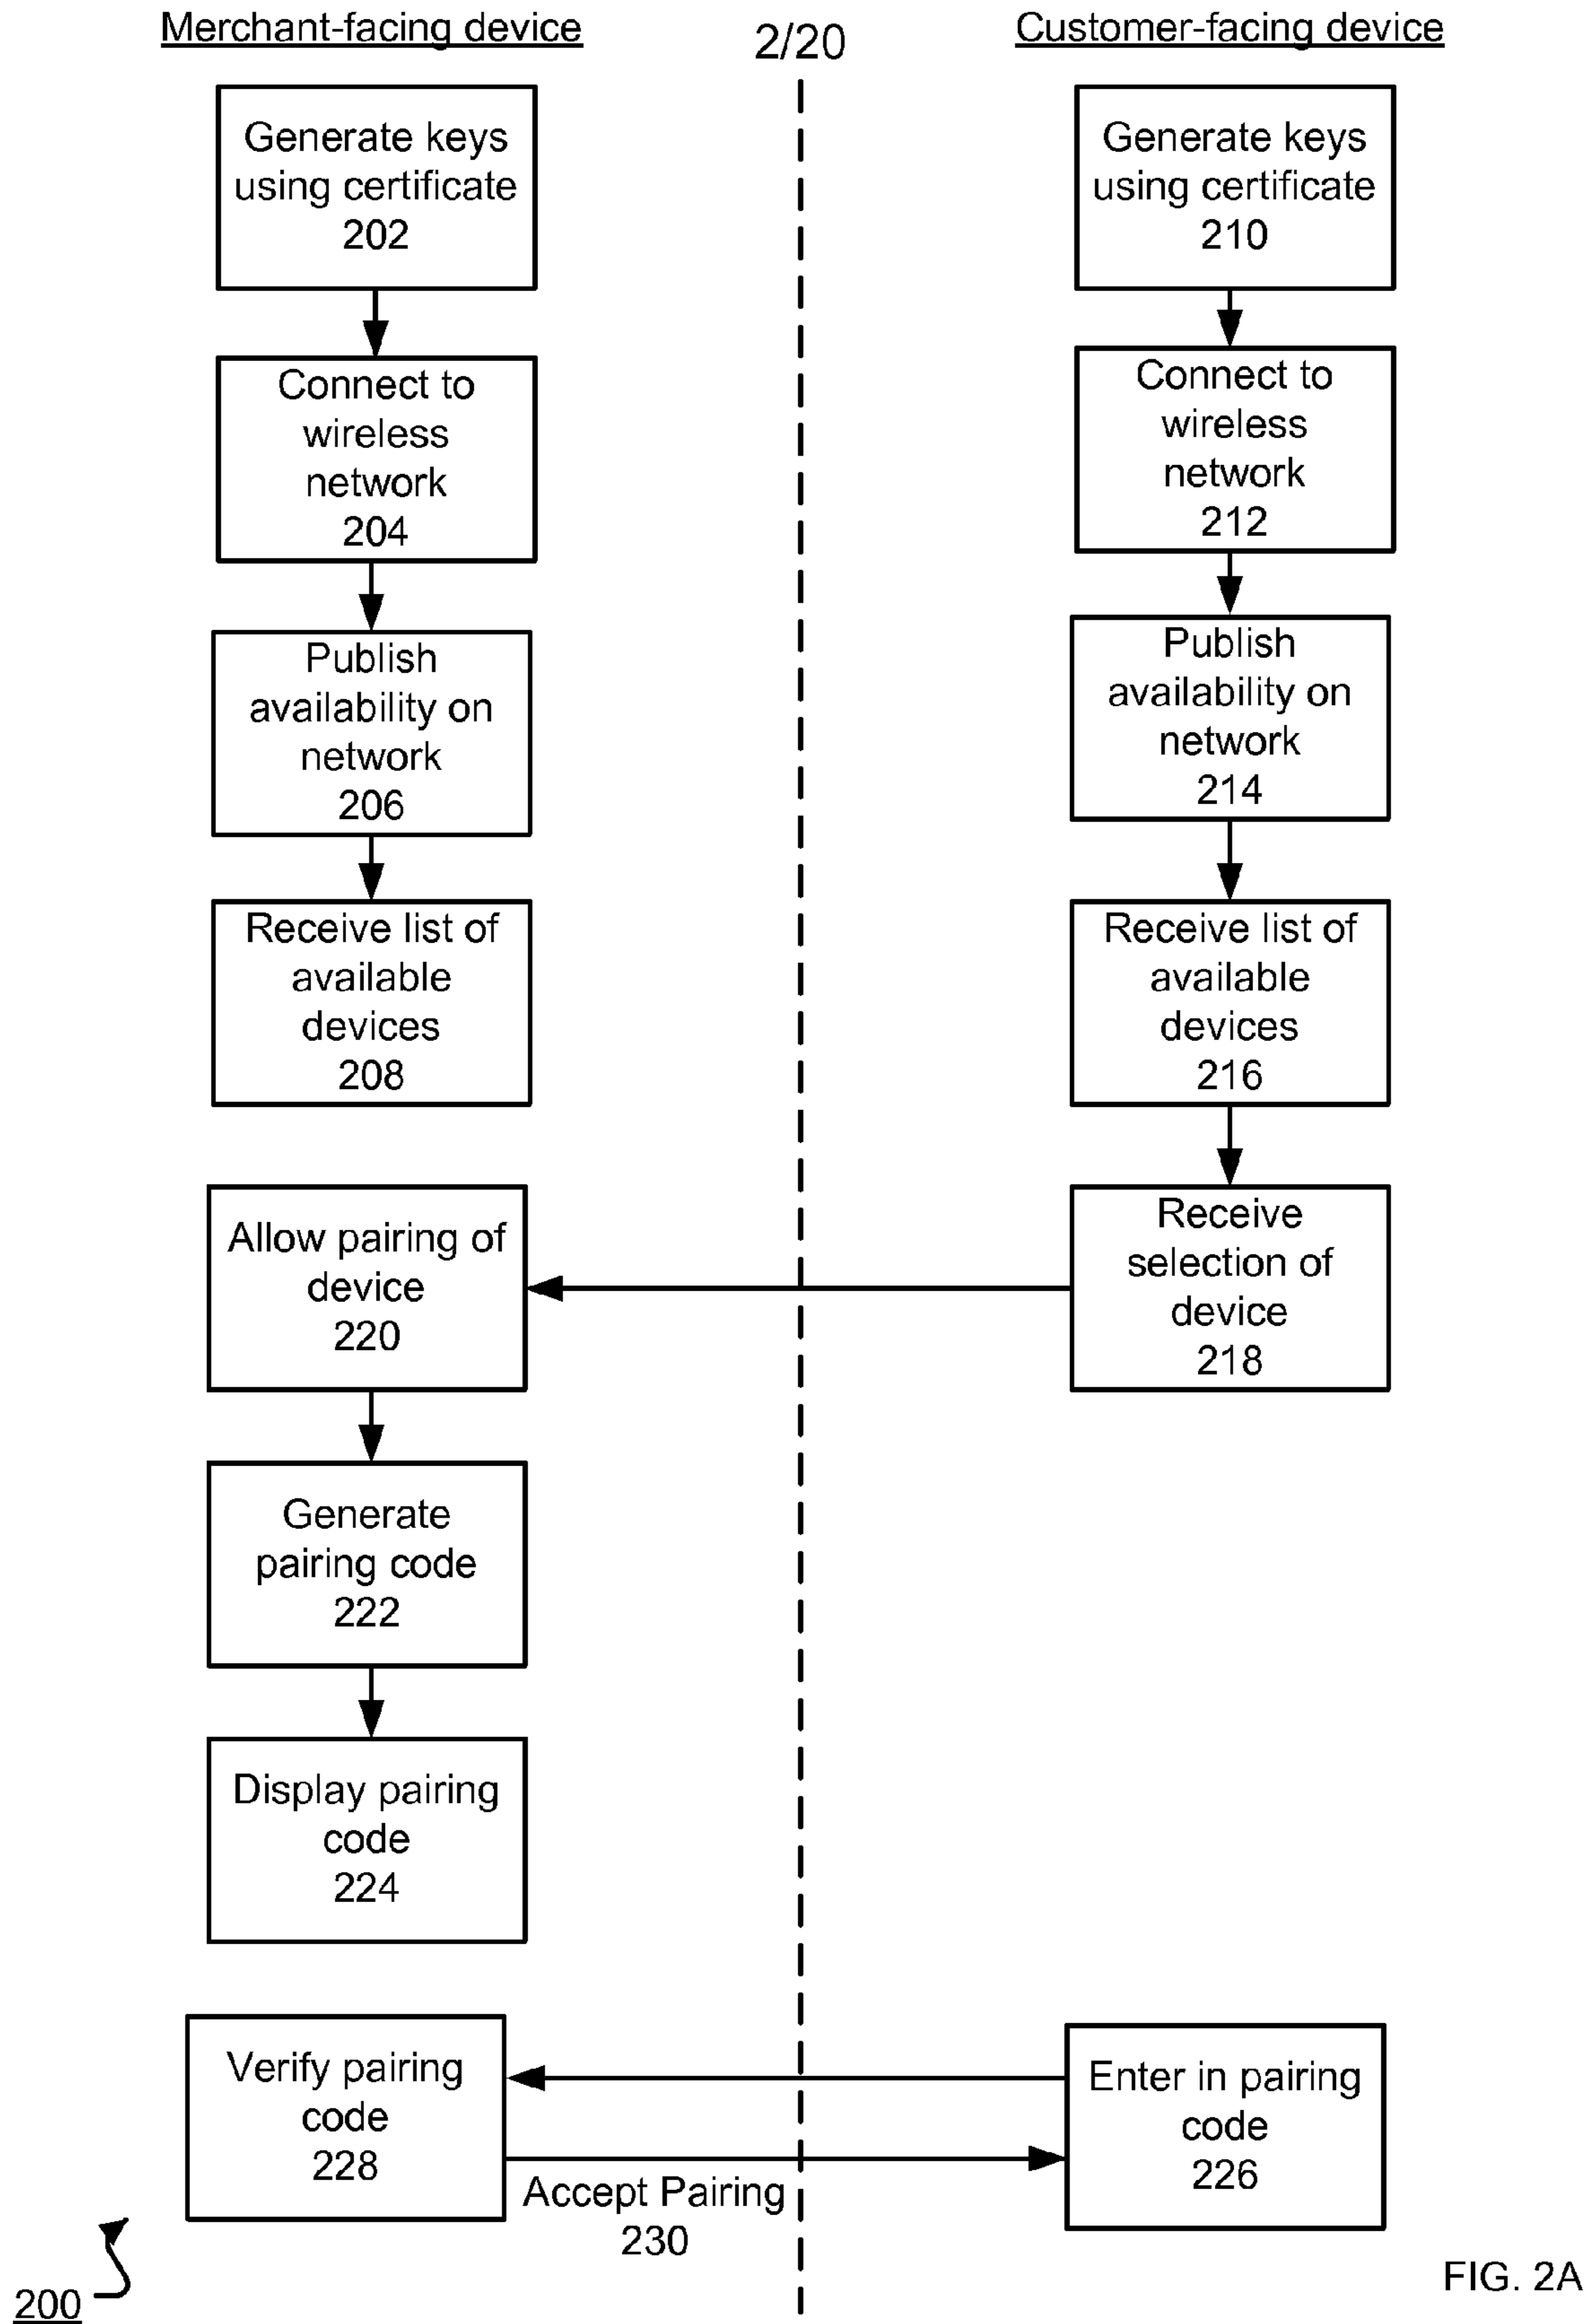 Merchant-facing device
2/20
Customer-facing device
Generate keys
using certificate
202
Generate keys
using certificate
210
Connect to
wireless
network
204
Connect to
wireless
network
212
Publish
availability on
network
206
Publish
availability on
network
214
Receive list of
available
devices
208
Receive list of
available
devices
216
Allow pairing of
device
220
Receive
selection of
device
218
Generate
pairing code
222
Display pairing
code
224
Verify pairing
code
228
Enter in pairing
code
226
Accept Pairing
230
200
FIG. 2A